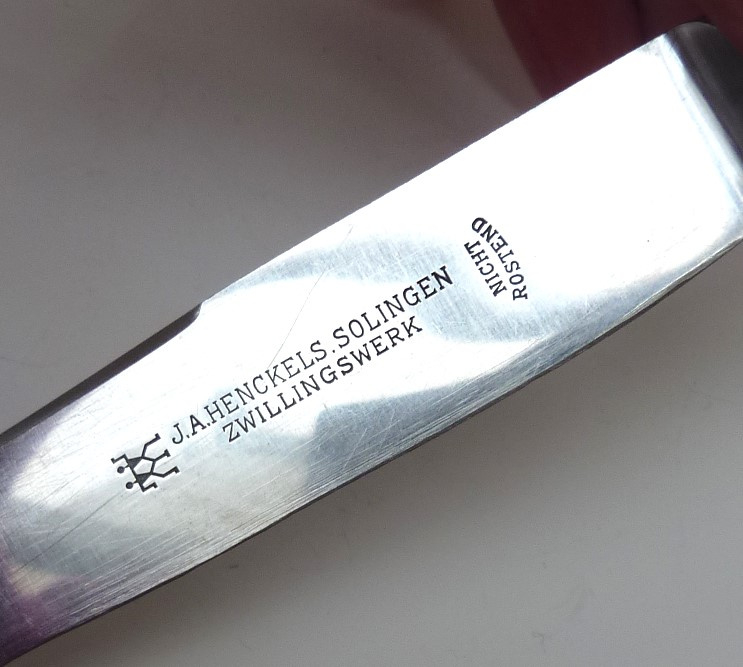 J.A.HENCKELS.SOLINGEN
ZWILLINGSWERK
NICHT
ROSTEND